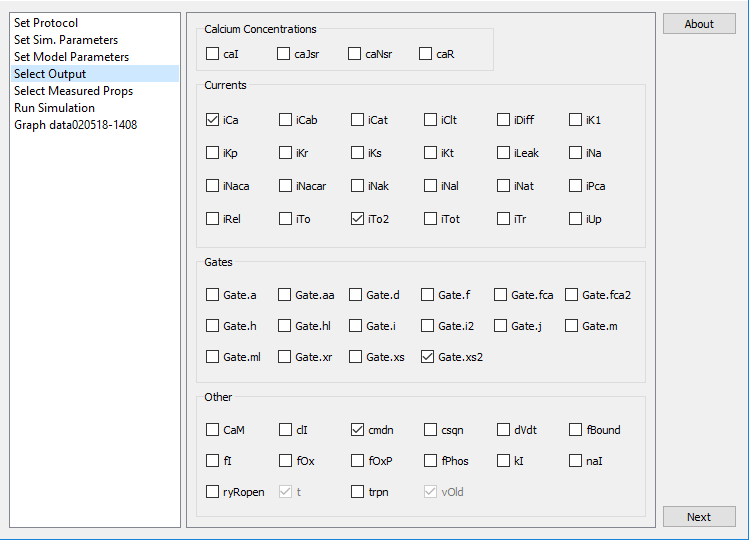 Set Protocol
Set Sim. Parameters
Set Model Parameters
Select Output
Select Measured Props
Run Simulation
Graph data020518-1408
Calcium Concentrations
caI caJsr caNsr caR
Currents
iCa iCab iCat iClt iDiff iK1
iKp iKr iKs iKt iLeak iNa
iNaca iNacar iNak iNal iNat iPca
iRel iTo iTo2 iTot iTr iUp
Gates
Gate.a Gate.aa Gate.d Gate.f Gate.fca Gate.fca2
Gate.h Gate.hl Gate.i Gate.i2 Gate.j Gate.m
Gate.ml Gate.xr Gate.xs Gate.xs2
Other
CaM clI cmdn csqn dVdt fBound
fI fOx fOxP fPhos kI naI
ryRopen t trpn vOld
About
Next